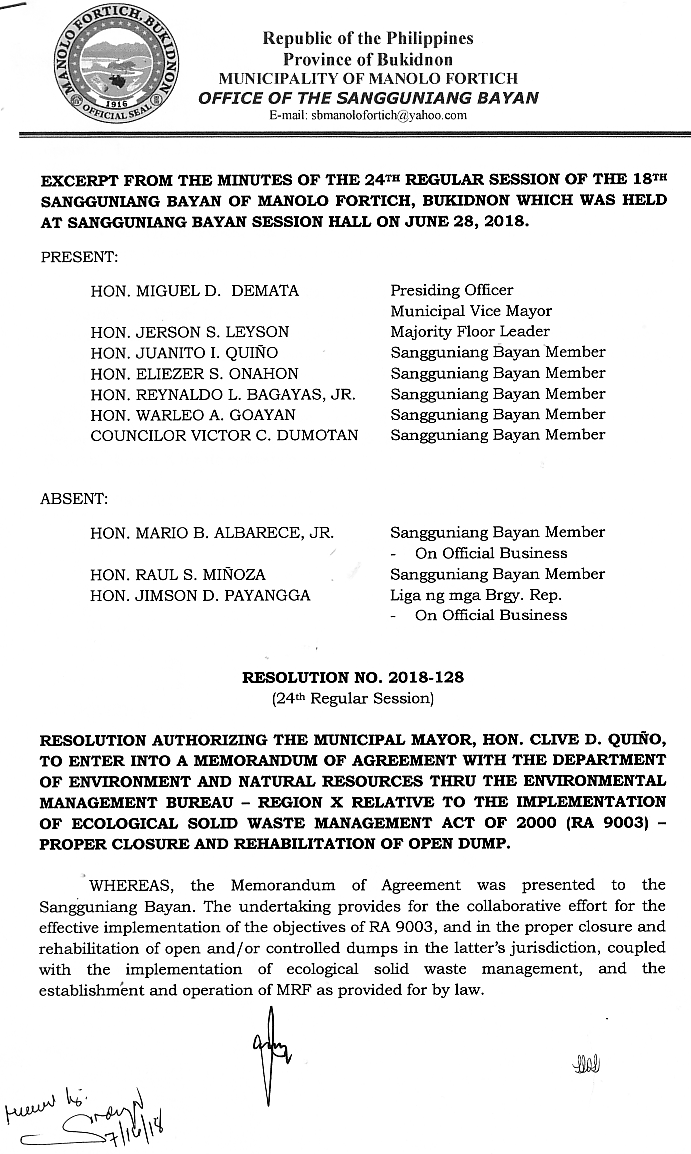 MANOLO FORTICH, BUKIDNON
1916
OFFICIAL SEAL
Republic of the Philippines
Province of Bukidnon
MUNICIPALITY OF MANOLO FORTICH
OFFICE OF THE SANGGUNIANG BAYAN
E-mail: sbmanolofortich@yahoo.com
EXCERPT FROM THE MINUTES OF THE 24TH REGULAR SESSION OF THE 18TH
SANGGUNIANG BAYAN OF MANOLO FORTICH, BUKIDNON WHICH WAS HELD
AT SANGGUNIANG BAYAN SESSION HALL ON JUNE 28, 2018.
PRESENT:
HON. MIGUEL D. DEMATA Presiding Officer
Municipal Vice Mayor
HON. JERSON S. LEYSON Majority Floor Leader
HON. JUANITO I. QUIÑO Sangguniang Bayan Member
HON. ELIEZER S. ONAHON Sangguniang Bayan Member
HON. REYNALDO L. BAGAYAS, JR. Sangguniang Bayan Member
HON. WARLEO A. GOAYAN Sangguniang Bayan Member
COUNCILOR VICTOR C. DUMOTAN Sangguniang Bayan Member
ABSENT:
HON. MARIO B. ALBARECE, JR. Sangguniang Bayan Member
- On Official Business
HON. RAUL S. MIÑOZA Sangguniang Bayan Member
HON. JIMSON D. PAYANGGA Liga ng mga Brgy. Rep.
- On Official Business
RESOLUTION NO. 2018-128
(24th Regular Session)
RESOLUTION AUTHORIZING THE MUNICIPAL MAYOR, HON. CLIVE D. QUIÑO,
TO ENTER INTO A MEMORANDUM OF AGREEMENT WITH THE DEPARTMENT
OF ENVIRONMENT AND NATURAL RESOURCES THRU THE ENVIRONMENTAL
MANAGEMENT BUREAU – REGION X RELATIVE TO THE IMPLEMENTATION
OF ECOLOGICAL SOLID WASTE MANAGEMENT ACT OF 2000 (RA 9003) –
PROPER CLOSURE AND REHABILITATION OF OPEN DUMP.
WHEREAS, the Memorandum of Agreement was presented to the
Sangguniang Bayan. The undertaking provides for the collaborative effort for the
effective implementation of the objectives of RA 9003, and in the proper closure and
rehabilitation of open and/or controlled dumps in the latter's jurisdiction, coupled
with the implementation of ecological solid waste management, and the
establishment and operation of MRF as provided for by law.
7/16/18